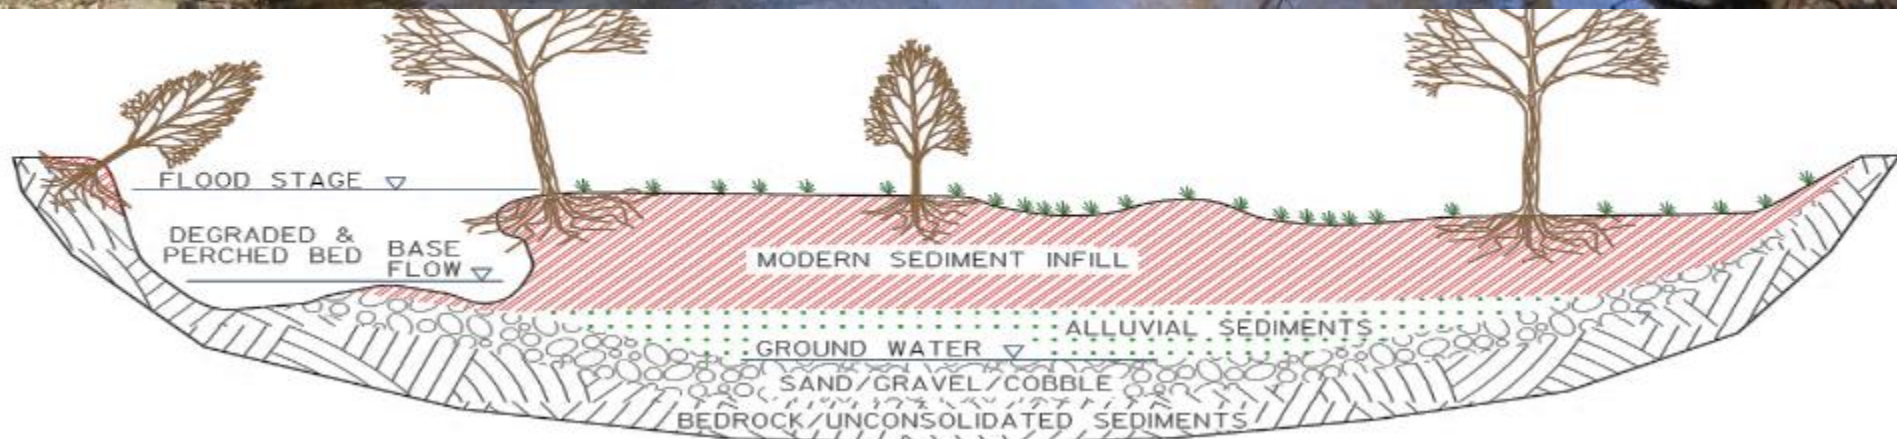 FLOOD STAGE
DEGRADED &
PERCHED BED
BASE
FLOW
MODERN SEDIMENT INFILL
ALLUVIAL SEDIMENTS
GROUND WATER
SAND/GRAVEL/COBBLE
BEDROCK/UNCONSOLIDATED SEDIMENTS